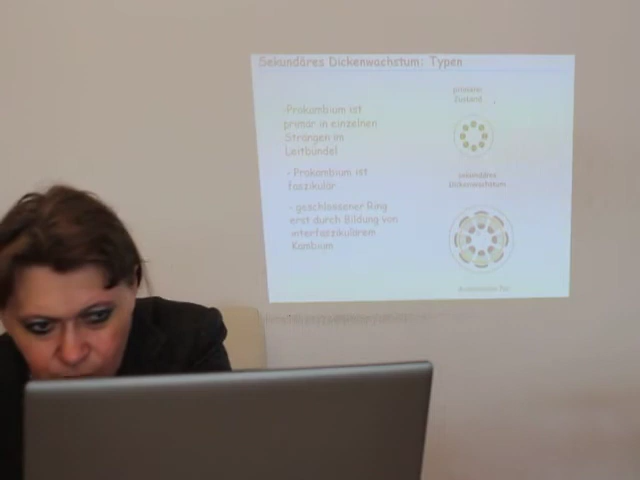 Sekundäres Dickenwachstum: Typen
primärer
Zustand
-Prokambium ist
primär in einzelnen
Strängen im
Leitbündel
- Prokambium ist
faszikulär
sekundäres
Dickenwachstum
- geschlossener Ring
erst durch Bildung von
interfaszikulärem
Kambium